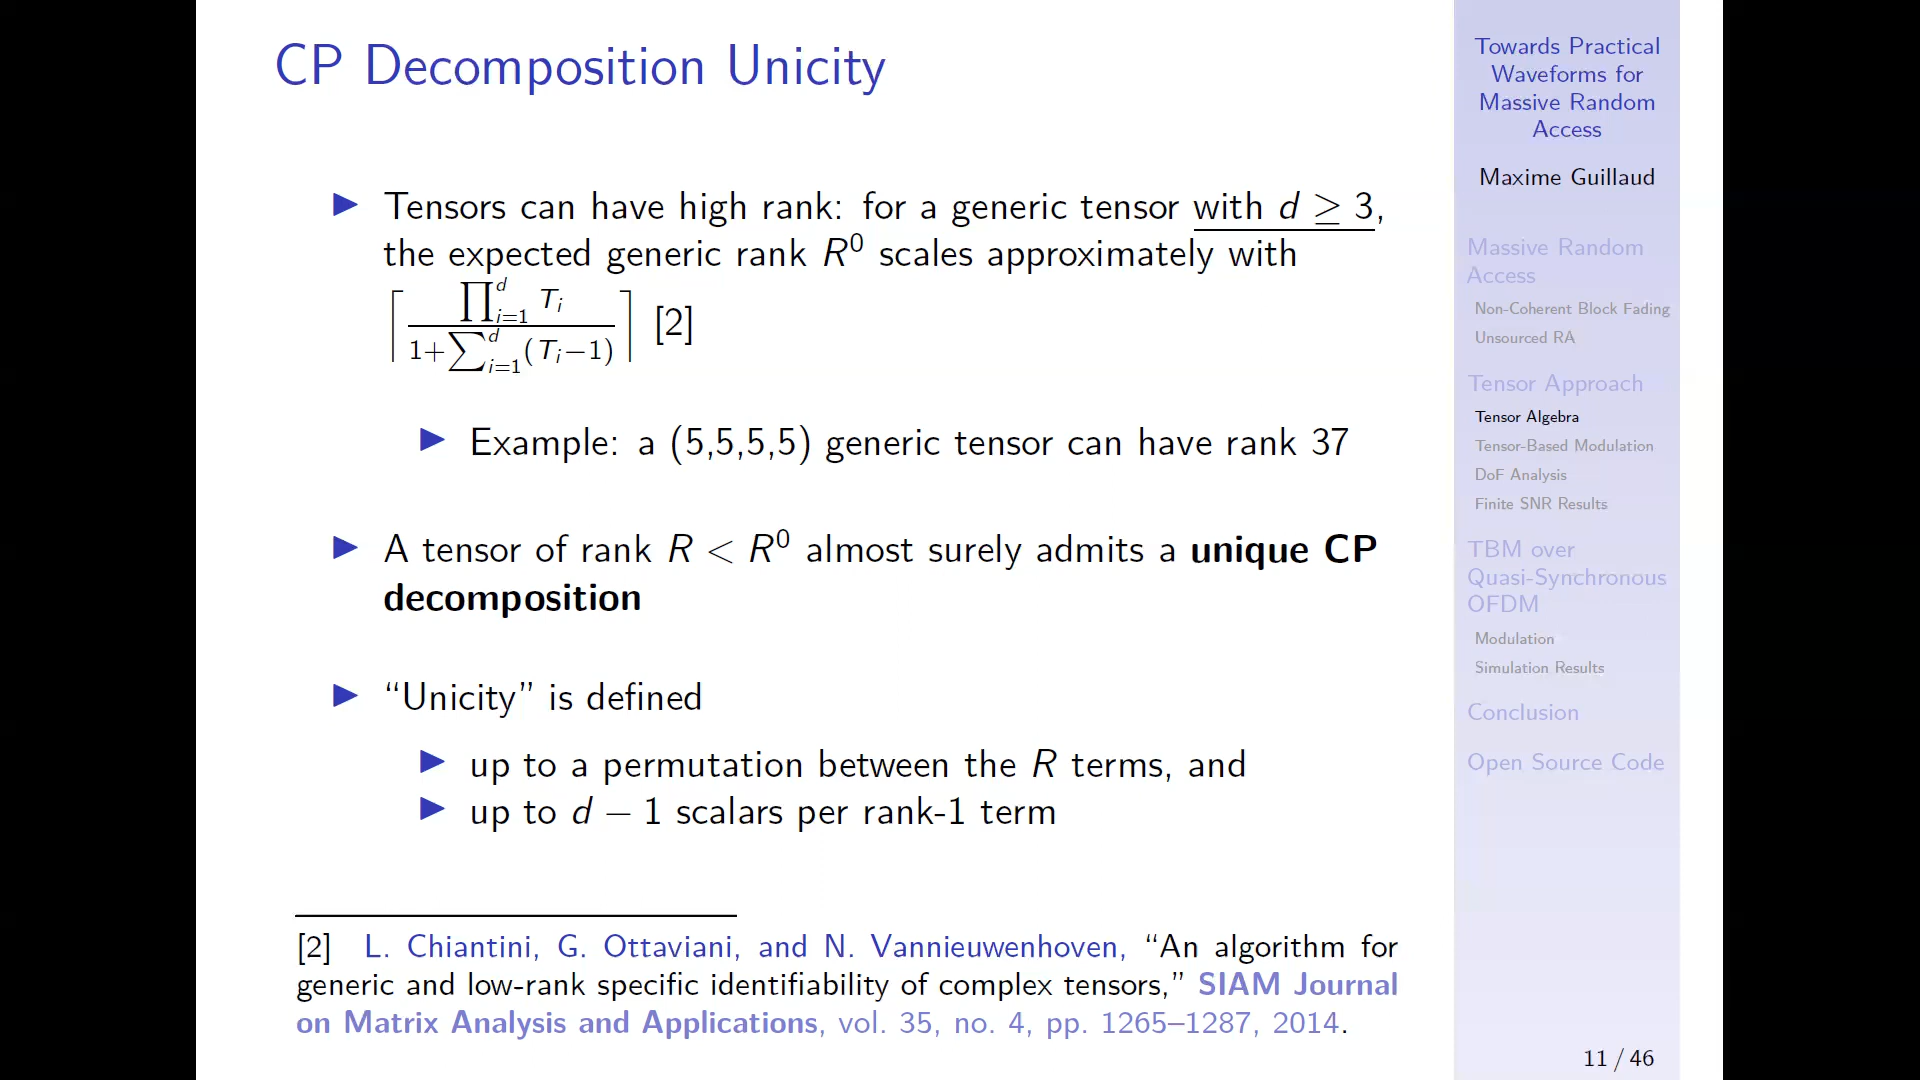 CP Decomposition Unicity
▶ Tensors can have high rank: for a generic tensor with d ≥ 3,
the expected generic rank R⁰ scales approximately with
⌈ ∏ᵈᵢ₌₁ Tᵢ / 1+∑ᵈᵢ₌₁(Tᵢ−1) ⌉ [2]
▶ Example: a (5,5,5,5) generic tensor can have rank 37
▶ A tensor of rank R < R⁰ almost surely admits a unique CP
decomposition
▶ “Unicity” is defined
▶ up to a permutation between the R terms, and
▶ up to d − 1 scalars per rank-1 term
[2] L. Chiantini, G. Ottaviani, and N. Vannieuwenhoven, “An algorithm for
generic and low-rank specific identifiability of complex tensors,” SIAM Journal
on Matrix Analysis and Applications, vol. 35, no. 4, pp. 1265–1287, 2014.
Towards Practical
Waveforms for
Massive Random
Access
Maxime Guillaud
Massive Random
Access
Non-Coherent Block Fading
Unsourced RA
Tensor Approach
Tensor Algebra
Tensor-Based Modulation
DoF Analysis
Finite SNR Results
TBM over
Quasi-Synchronous
OFDM
Modulation
Simulation Results
Conclusion
Open Source Code
11 / 46